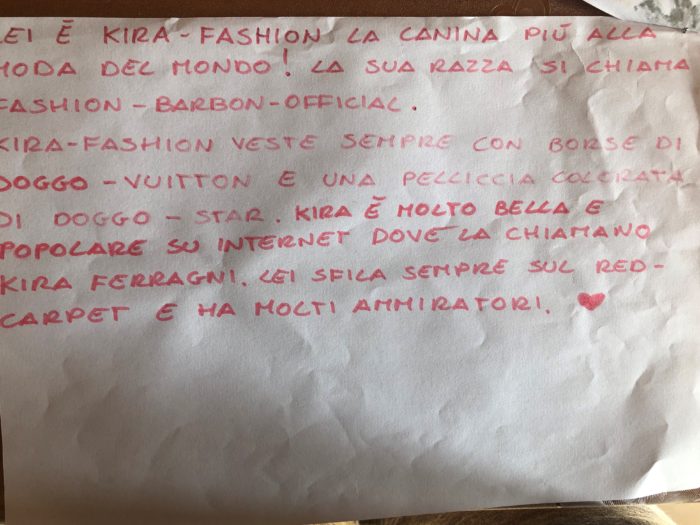 LEI È KIRA-FASHION LA CANINA PIÙ ALLA
MODA DEL MONDO! LA SUA RAZZA SI CHIAMA
FASHION-BARBON-OFFICIAL.
KIRA-FASHION VESTE SEMPRE CON BORSE DI
DOGGO-VUITTON E UNA PELLICCIA COLORATA
DI DOGGO-STAR. KIRA È MOLTO BELLA E
POPOLARE SU INTERNET DOVE LA CHIAMANO
KIRA FERRAGNI. LEI SFILA SEMPRE SUL RED-
CARPET E HA MOLTI AMMIRATORI. ♥